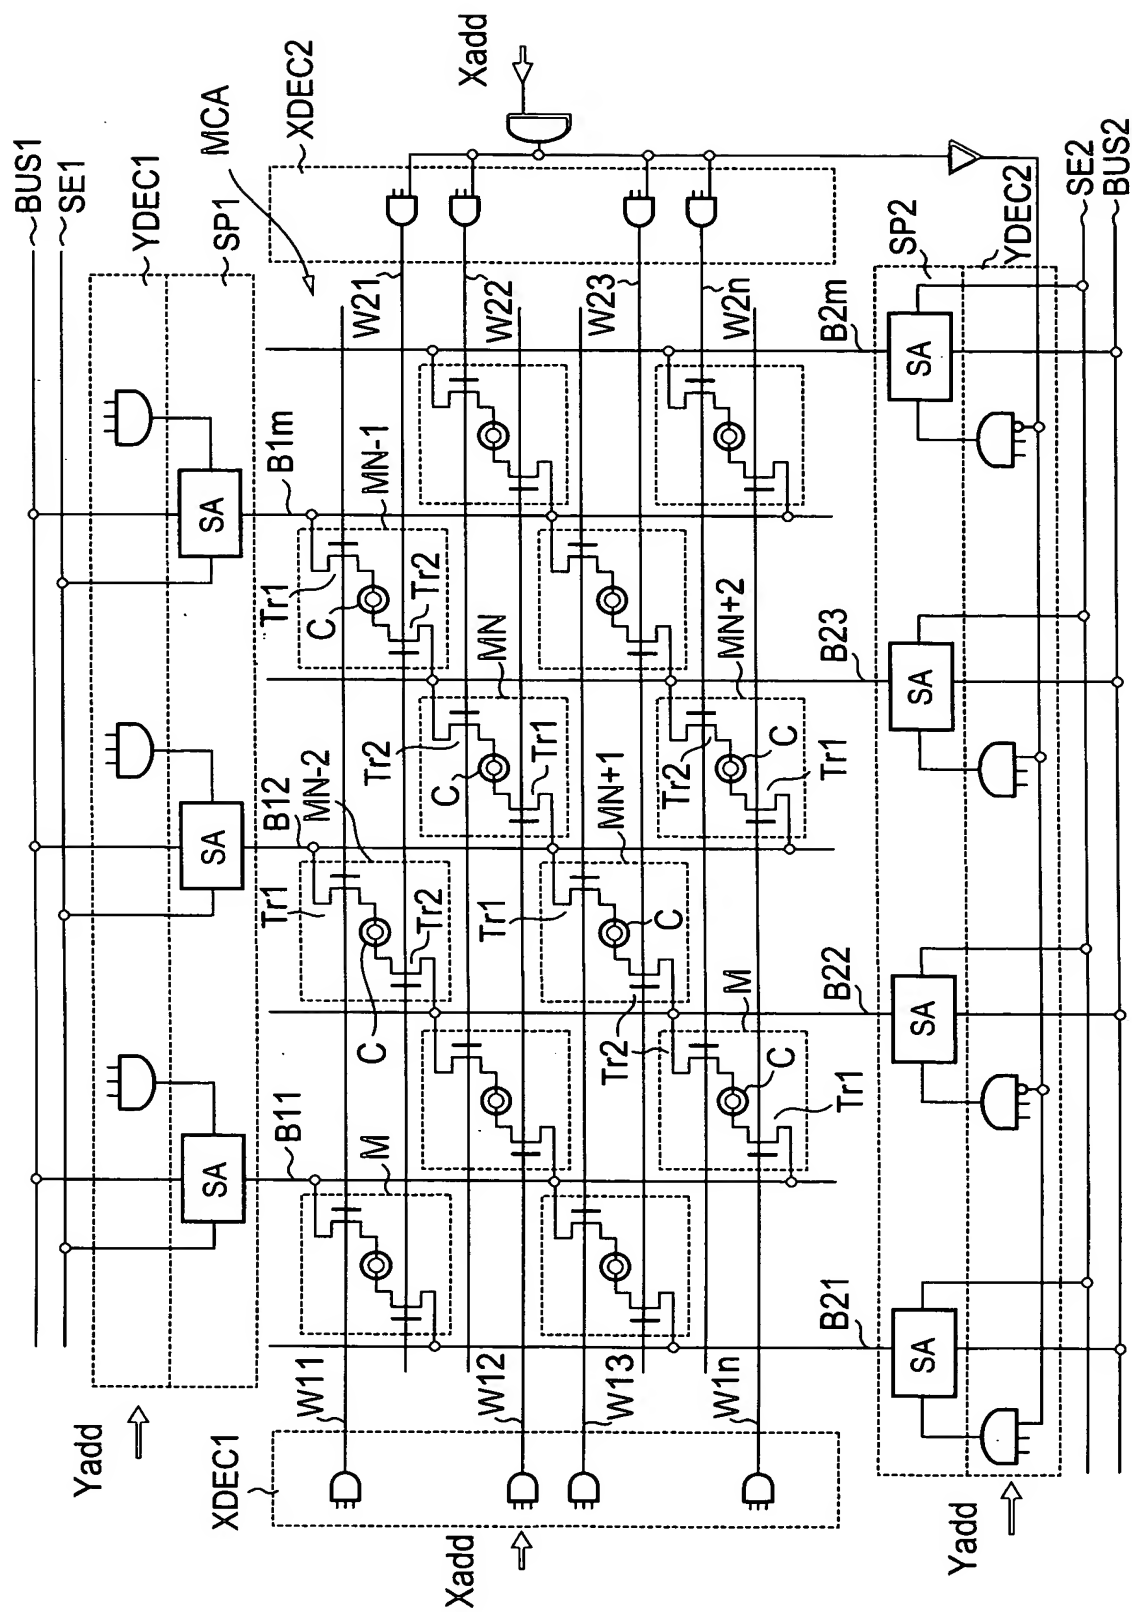 BUS1
SE1
YDEC1
SP1
MCA
XDEC2
Xadd
SA
B1m
MN-1
W21
W22
W23
W2n
B2m
SP2
SA
YDEC2
SE2
BUS2
Tr1
C
Tr2
MN
MN+2
B23
SA
SA
B12
MN-2
Tr2
C
Tr1
MN+1
Tr2
C
Tr1
Tr1
Tr2
C
Tr1
C
Tr2
M
B22
SA
SA
B11
M
C
Tr1
Yadd
W11
W12
W13
W1n
B21
SA
XDEC1
Xadd
Yadd